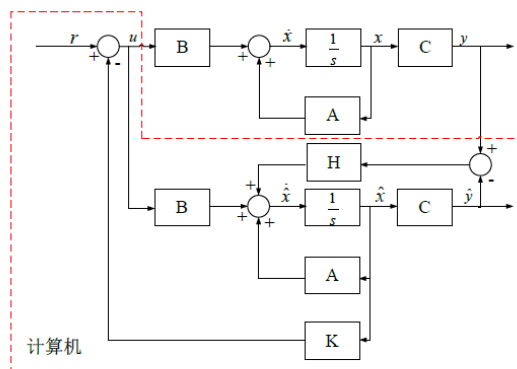 r u B ẋ 1/s x C y
+ - + +
A
H + -
+
B + + x̂̇ 1/s x̂ C ŷ
A
K
计算机